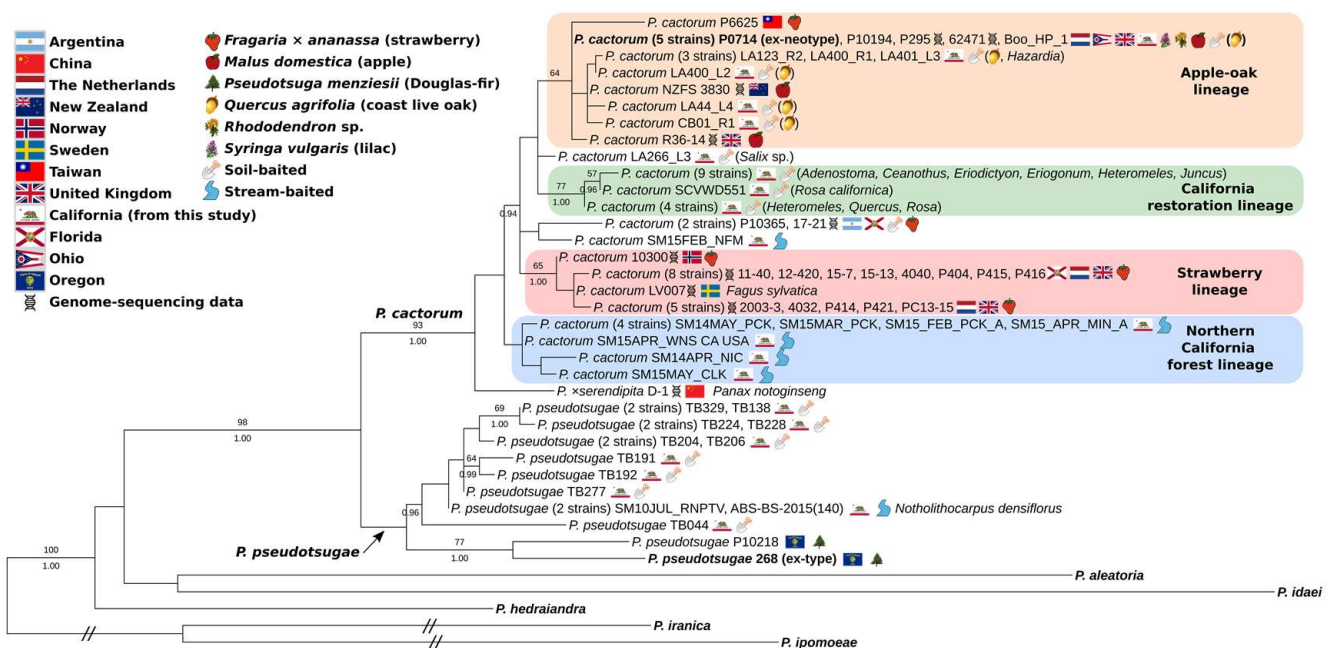 Argentina
China
The Netherlands
New Zealand
Norway
Sweden
Taiwan
United Kingdom
California (from this study)
Florida
Ohio
Oregon
Genome-sequencing data
Fragaria × ananassa (strawberry)
Malus domestica (apple)
Pseudotsuga menziesii (Douglas-fir)
Quercus agrifolia (coast live oak)
Rhododendron sp.
Syringa vulgaris (lilac)
Soil-baited
Stream-baited
P. cactorum P6625
P. cactorum (5 strains) P0714 (ex-neotype), P10194, P295, 62471, Boo_HP_1 ()
P. cactorum (3 strains) LA123_R2, LA400_R1, LA401_L3 (, Hazardia)
64
P. cactorum LA400_L2 ()
Apple-oak
lineage
P. cactorum NZFS 3830
P. cactorum LA44_L4 ()
P. cactorum CB01_R1 ()
P. cactorum R36-14
P. cactorum LA266_L3 (Salix sp.)
57
P. cactorum (9 strains) (Adenostoma, Ceanothus, Eriodictyon, Eriogonum, Heteromeles, Juncus)
77
0.96
P. cactorum SCVWD551 (Rosa californica)
California
restoration lineage
1.00
P. cactorum (4 strains) (Heteromeles, Quercus, Rosa)
0.94
P. cactorum (2 strains) P10365, 17-21
P. cactorum SM15FEB_NFM
P. cactorum 10300
65
1.00
P. cactorum (8 strains) 11-40, 12-420, 15-7, 15-13, 4040, P404, P415, P416
Strawberry
lineage
P. cactorum LV007 Fagus sylvatica
P. cactorum (5 strains) 2003-3, 4032, P414, P421, PC13-15
P. cactorum
93
1.00
P. cactorum (4 strains) SM14MAY_PCK, SM15MAR_PCK, SM15_FEB_PCK_A, SM15_APR_MIN_A
P. cactorum SM15APR_WNS CA USA
P. cactorum SM14APR_NIC
P. cactorum SM15MAY_CLK
Northern
California
forest lineage
P. ×serendipita D-1 Panax notoginseng
69
1.00
P. pseudotsugae (2 strains) TB329, TB138
P. pseudotsugae (2 strains) TB224, TB228
P. pseudotsugae (2 strains) TB204, TB206
98
1.00
64
0.99
P. pseudotsugae TB191
P. pseudotsugae TB192
P. pseudotsugae TB277
P. pseudotsugae (2 strains) SM10JUL_RNPTV, ABS-BS-2015(140) Notholithocarpus densiflorus
0.96
P. pseudotsugae TB044
P. pseudotsugae
77
1.00
P. pseudotsugae P10218
P. pseudotsugae 268 (ex-type)
100
1.00
P. aleatoria
P. idaei
P. hedraiandra
P. iranica
P. ipomoeae